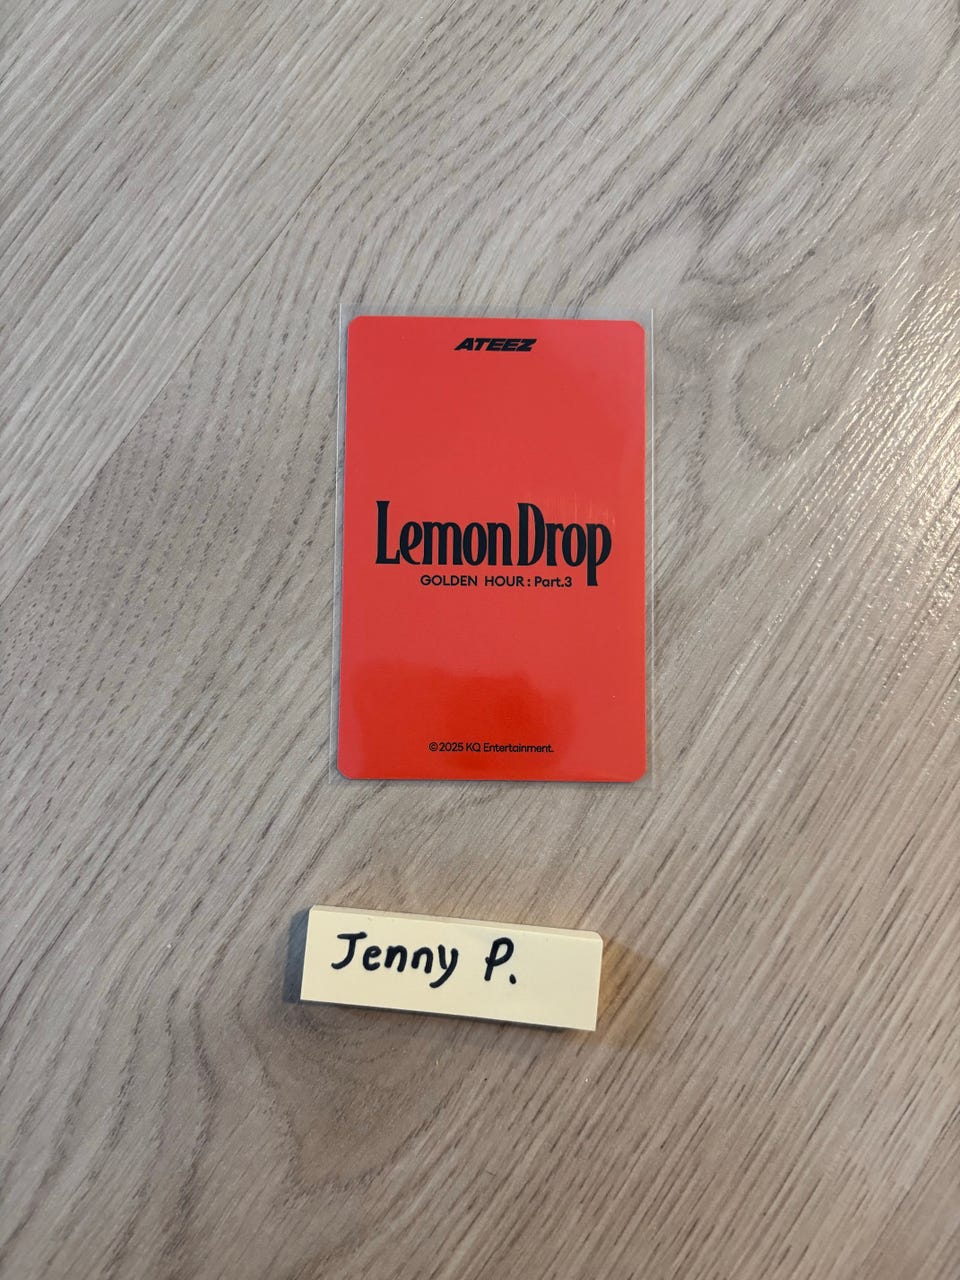 ATEEZ
Lemon Drop
GOLDEN HOUR : Part.3
©2025 KQ Entertainment.
Jenny P.